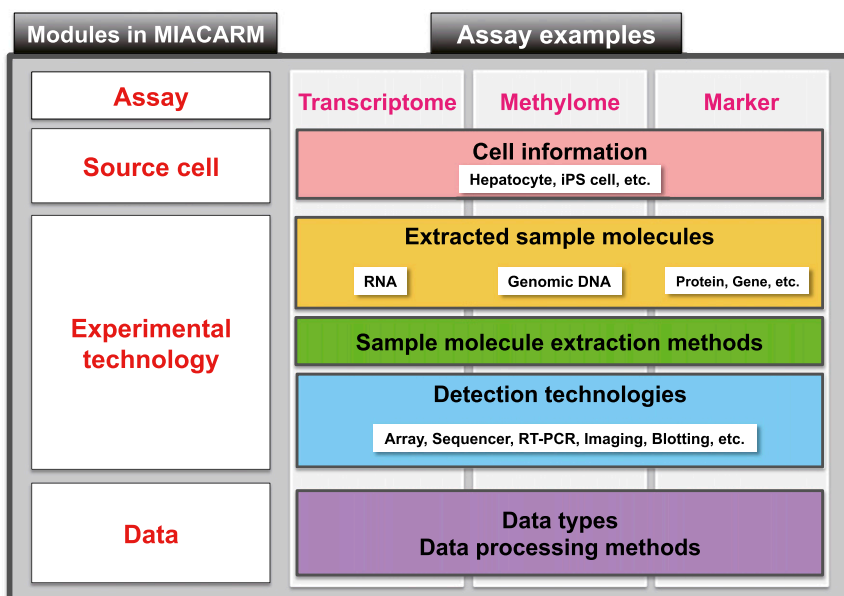 Modules in MIACARM
Assay examples
Assay
Transcriptome
Methylome
Marker
Source cell
Cell information
Hepatocyte, iPS cell, etc.
Experimental
technology
Extracted sample molecules
RNA
Genomic DNA
Protein, Gene, etc.
Sample molecule extraction methods
Detection technologies
Array, Sequencer, RT-PCR, Imaging, Blotting, etc.
Data
Data types
Data processing methods